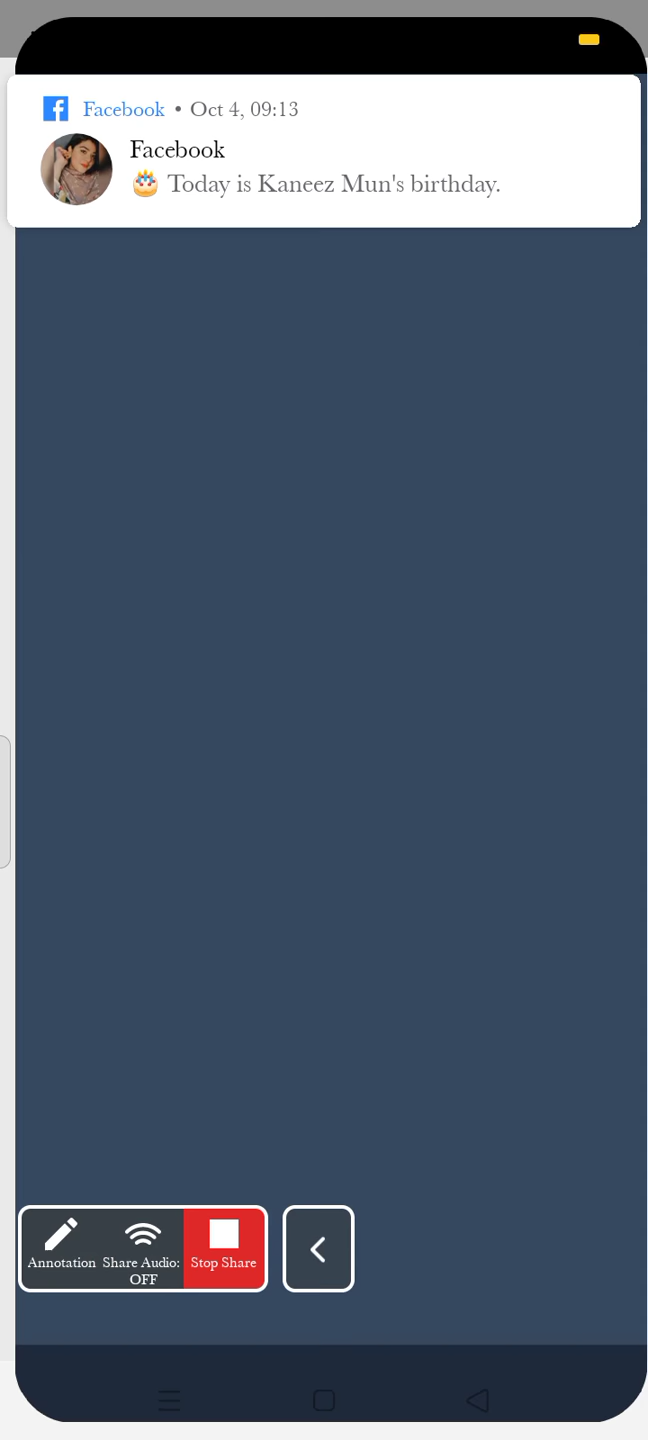 Facebook • Oct 4, 09:13
Facebook
🎂 Today is Kaneez Mun's birthday.
Annotation
Share Audio: OFF
Stop Share